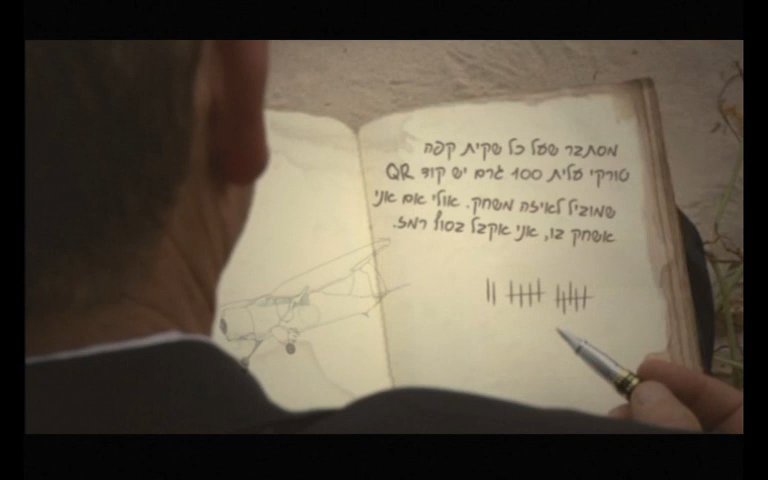 מסתבר שעל כל שקית קפה
טורקי עלית 100 גרם יש קוד QR
שמוביל לאיזה משחק. אולי אם אני
אשחק בו, אני אקבל בסוף רמז.